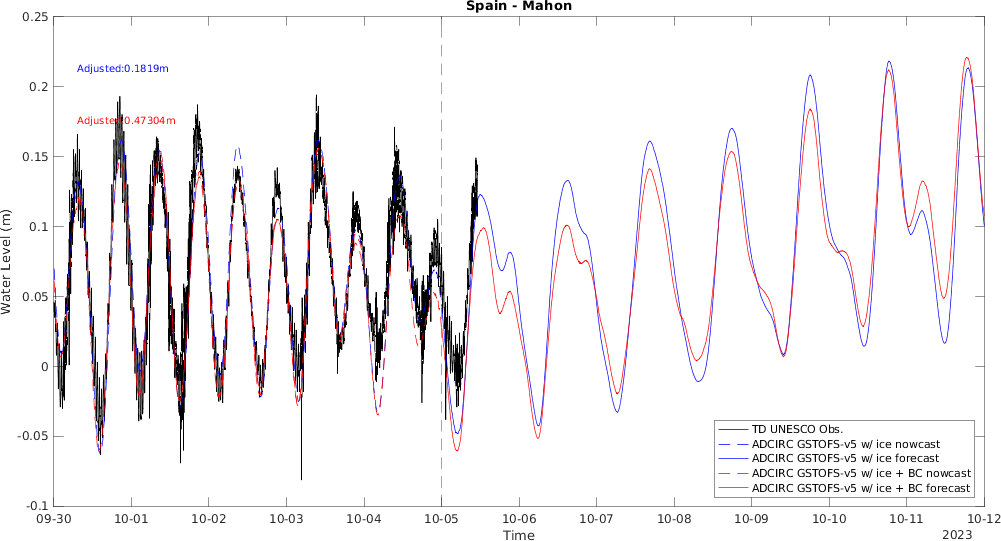 Spain - Mahon
0.25
0.2
0.15
0.1
0.05
0
-0.05
-0.1
Water Level (m)
Adjusted:0.1819m
Adjusted:0.47304m
TD UNESCO Obs.
ADCIRC GSTOFS-v5 w/ ice nowcast
ADCIRC GSTOFS-v5 w/ ice forecast
ADCIRC GSTOFS-v5 w/ ice + BC nowcast
ADCIRC GSTOFS-v5 w/ ice + BC forecast
09-30 10-01 10-02 10-03 10-04 10-05 10-06 10-07 10-08 10-09 10-10 10-11 10-12
Time
2023